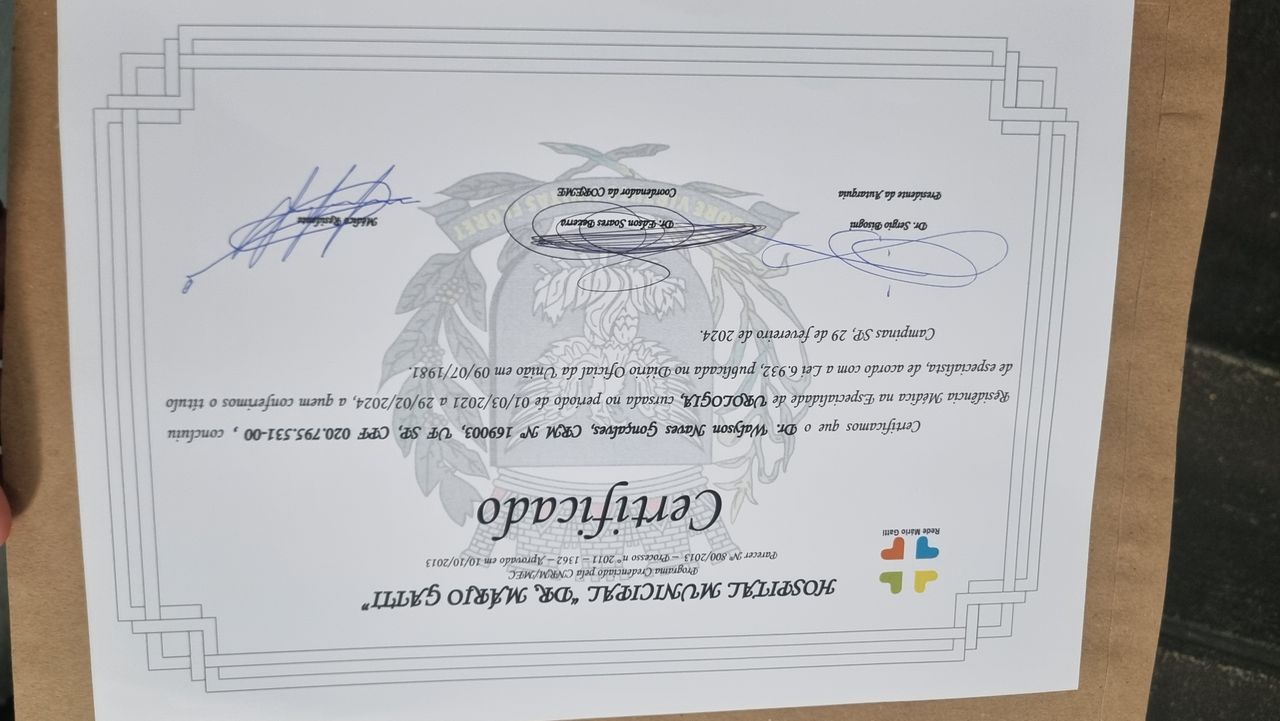 HOSPITAL MUNICIPAL "DR. MÁRIO GATTI"
Programa Credenciado pela CNRM/MEC
Parecer Nº 800/2013 – Processo nº 2011 – 1362 – Aprovado em 10/10/2013
Rede Mário Gatti
Certificado
Certificamos que o Dr. Walyson Naves Gonçalves, CRM Nº 169003, UF SP, CPF 020.795.531-00 , concluiu
Residência Médica na Especialidade de UROLOGIA, cursada no período de 01/03/2021 a 29/02/2024, a quem conferimos o título
de especialista, de acordo com a Lei 6.932, publicada no Diário Oficial da União em 09/07/1981.
Campinas SP, 29 de fevereiro de 2024.
Dr. Sergio Bisogni
Presidente da Autarquia
Dr. Edson Soares Bezerra
Coordenador da COREME
Médico Residente